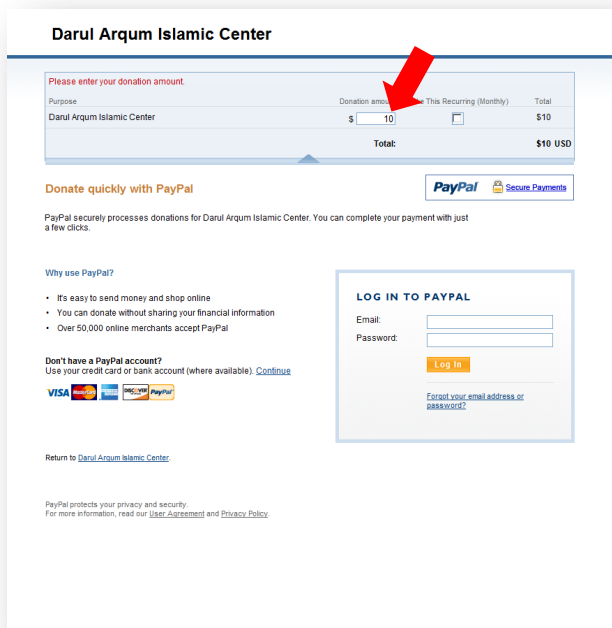 Darul Arqum Islamic Center
Please enter your donation amount.
Purpose Donation amount This Recurring (Monthly) Total
Darul Arqum Islamic Center $ 10 $10
Total: $10 USD
Donate quickly with PayPal
PayPal Secure Payments
PayPal securely processes donations for Darul Arqum Islamic Center. You can complete your payment with just
a few clicks.
Why use PayPal?
• It's easy to send money and shop online
• You can donate without sharing your financial information
• Over 50,000 online merchants accept PayPal
Don't have a PayPal account?
Use your credit card or bank account (where available). Continue
VISA MasterCard DISCOVER PayPal
LOG IN TO PAYPAL
Email:
Password:
Log In
Forgot your email address or
password?
Return to Darul Arqum Islamic Center.
PayPal protects your privacy and security.
For more information, read our User Agreement and Privacy Policy.